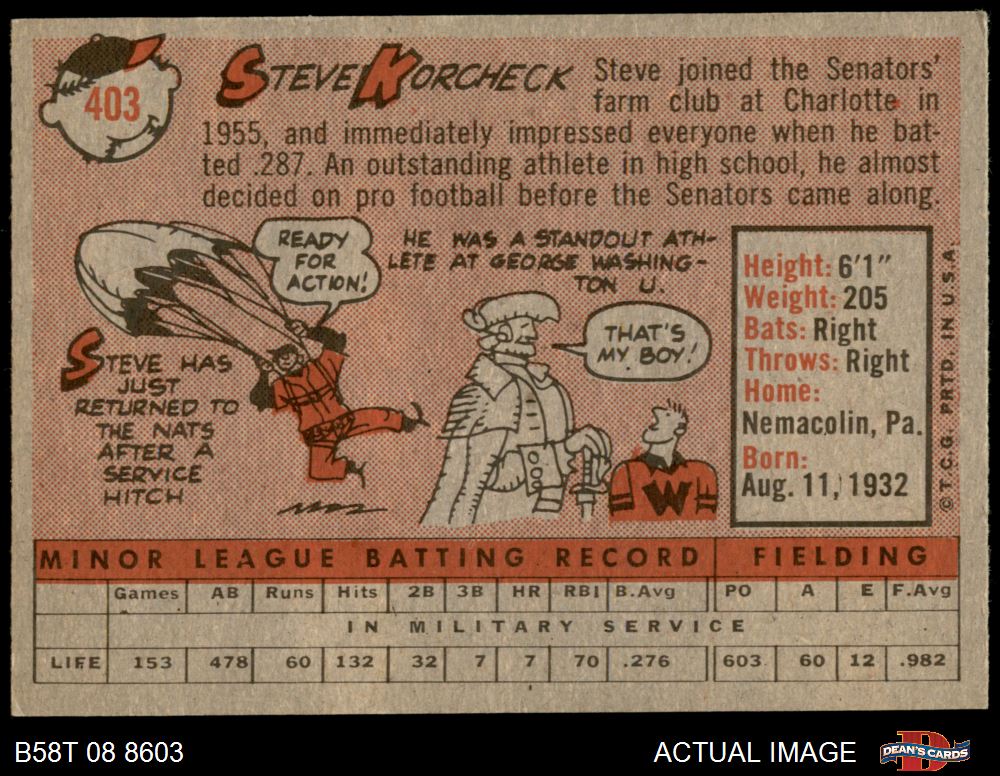 403
STEVE KORCHECK
Steve joined the Senators'
farm club at Charlotte in
1955, and immediately impressed everyone when he bat-
ted .287. An outstanding athlete in high school, he almost
decided on pro football before the Senators came along.
READY
FOR
ACTION!
STEVE HAS
JUST
RETURNED TO
THE NATS
AFTER A
SERVICE
HITCH
HE WAS A STANDOUT ATH-
LETE AT GEORGE WASHING-
TON U.
THAT'S
MY BOY!
W
Height: 6'1"
Weight: 205
Bats: Right
Throws: Right
Home:
Nemacolin, Pa.
Born:
Aug. 11, 1932
© T.C.G. PRTD. IN U.S.A.
MINOR LEAGUE BATTING RECORD FIELDING
Games AB Runs Hits 2B 3B HR RBI B.Avg PO A E F.Avg
IN MILITARY SERVICE
LIFE 153 478 60 132 32 7 7 70 .276 603 60 12 .982
B58T 08 8603 ACTUAL IMAGE DEAN'S CARDS